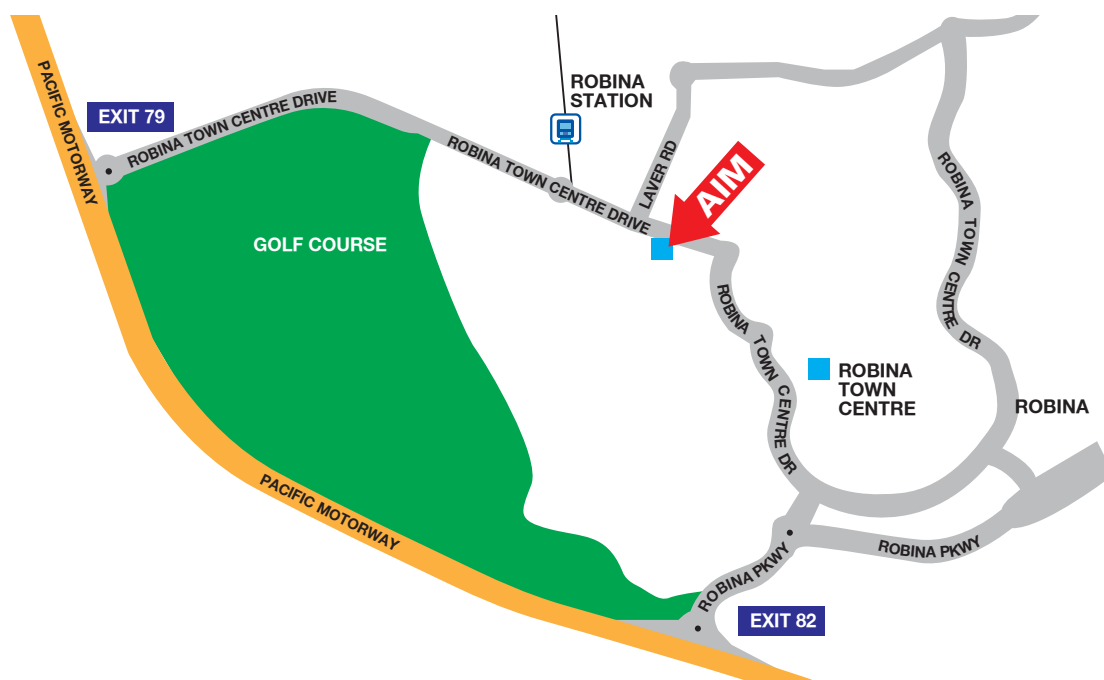 PACIFIC MOTORWAY
EXIT 79
ROBINA TOWN CENTRE DRIVE
ROBINA
STATION
ROBINA TOWN CENTRE DRIVE
LAVER RD
AIM
ROBINA TOWN CENTRE DR
GOLF COURSE
ROBINA TOWN CENTRE DR
ROBINA
TOWN
CENTRE
ROBINA
PACIFIC MOTORWAY
ROBINA PKWY
ROBINA PKWY
EXIT 82